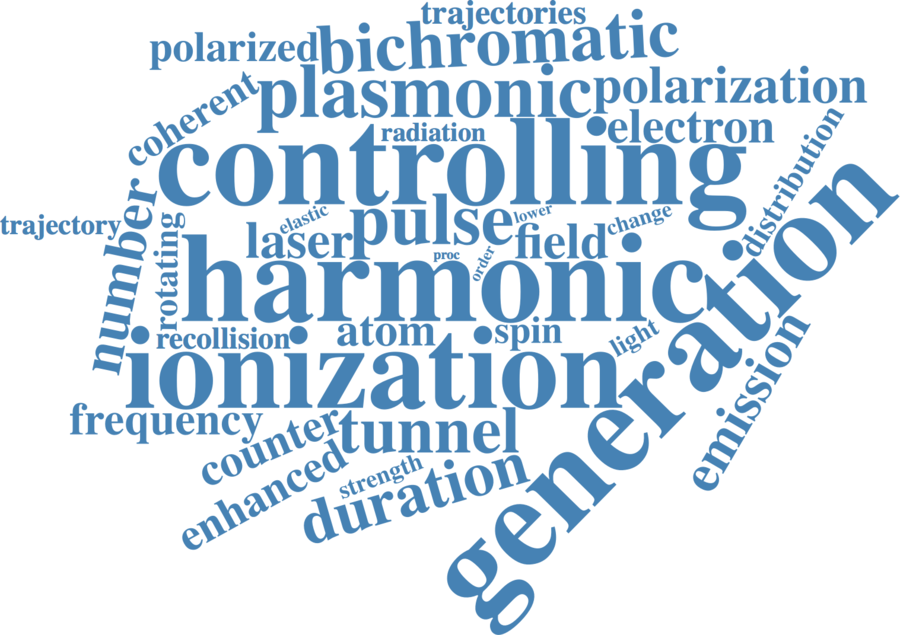 trajectories
polarized
bichromatic
plasmonic
polarization
coherent
radiation
electron
controlling
distribution
number
trajectory
rotating
elastic
pulse
lower
change
laser
field
proc
order
harmonic
generation
recollision
atom
spin
light
ionization
emission
frequency
counter
tunnel
enhanced
strength
duration